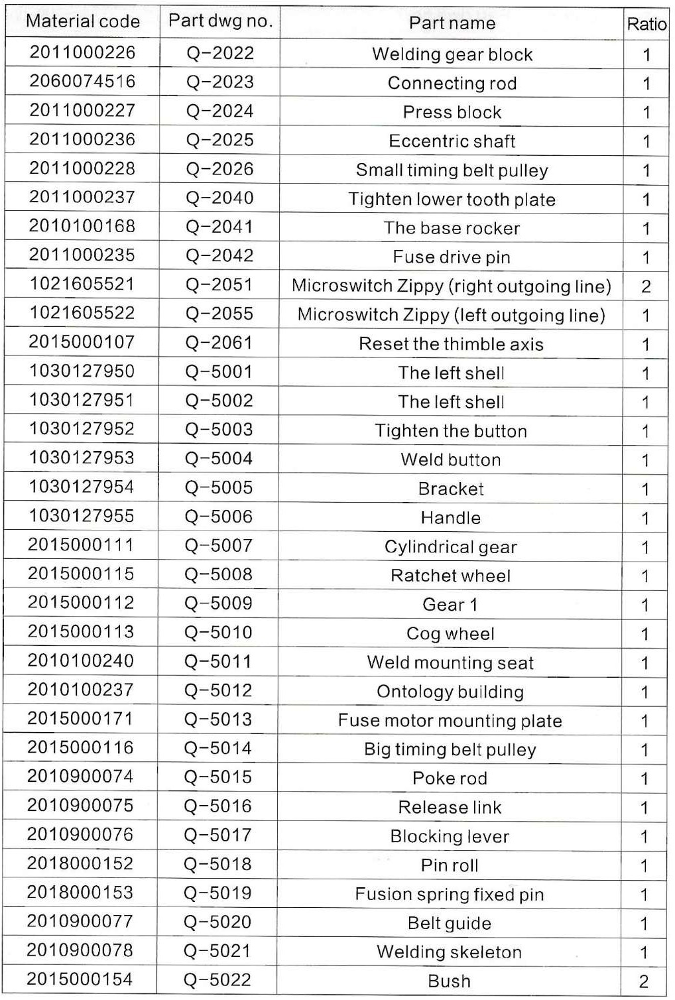 Material code Part dwg no. Part name Ratio
2011000226 Q-2022 Welding gear block 1
2060074516 Q-2023 Connecting rod 1
2011000227 Q-2024 Press block 1
2011000236 Q-2025 Eccentric shaft 1
2011000228 Q-2026 Small timing belt pulley 1
2011000237 Q-2040 Tighten lower tooth plate 1
2010100168 Q-2041 The base rocker 1
2011000235 Q-2042 Fuse drive pin 1
1021605521 Q-2051 Microswitch Zippy (right outgoing line) 2
1021605522 Q-2055 Microswitch Zippy (left outgoing line) 1
2015000107 Q-2061 Reset the thimble axis 1
1030127950 Q-5001 The left shell 1
1030127951 Q-5002 The left shell 1
1030127952 Q-5003 Tighten the button 1
1030127953 Q-5004 Weld button 1
1030127954 Q-5005 Bracket 1
1030127955 Q-5006 Handle 1
2015000111 Q-5007 Cylindrical gear 1
2015000115 Q-5008 Ratchet wheel 1
2015000112 Q-5009 Gear 1 1
2015000113 Q-5010 Cog wheel 1
2010100240 Q-5011 Weld mounting seat 1
2010100237 Q-5012 Ontology building 1
2015000171 Q-5013 Fuse motor mounting plate 1
2015000116 Q-5014 Big timing belt pulley 1
2010900074 Q-5015 Poke rod 1
2010900075 Q-5016 Release link 1
2010900076 Q-5017 Blocking lever 1
2018000152 Q-5018 Pin roll 1
2018000153 Q-5019 Fusion spring fixed pin 1
2010900077 Q-5020 Belt guide 1
2010900078 Q-5021 Welding skeleton 1
2015000154 Q-5022 Bush 2